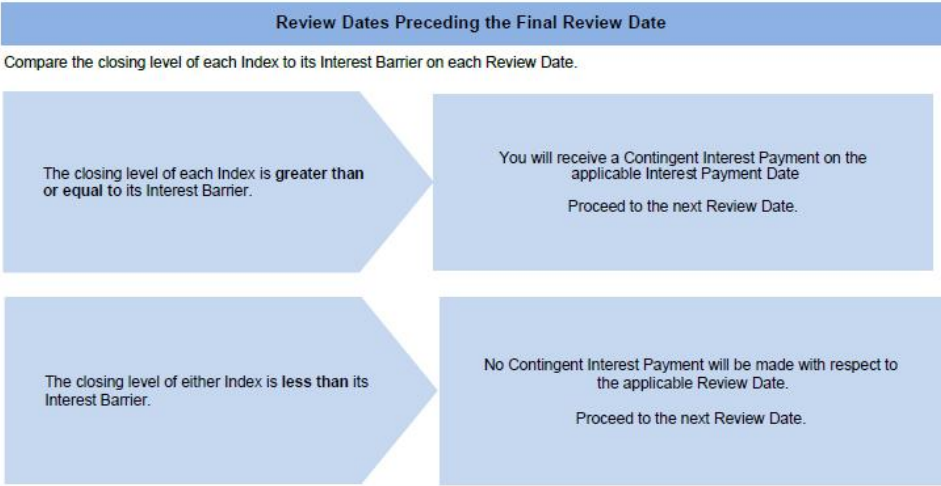 Review Dates Preceding the Final Review Date
Compare the closing level of each Index to its Interest Barrier on each Review Date.
The closing level of each Index is greater than
or equal to its Interest Barrier.
You will receive a Contingent Interest Payment on the
applicable Interest Payment Date
Proceed to the next Review Date.
The closing level of either Index is less than its
Interest Barrier.
No Contingent Interest Payment will be made with respect to
the applicable Review Date.
Proceed to the next Review Date.